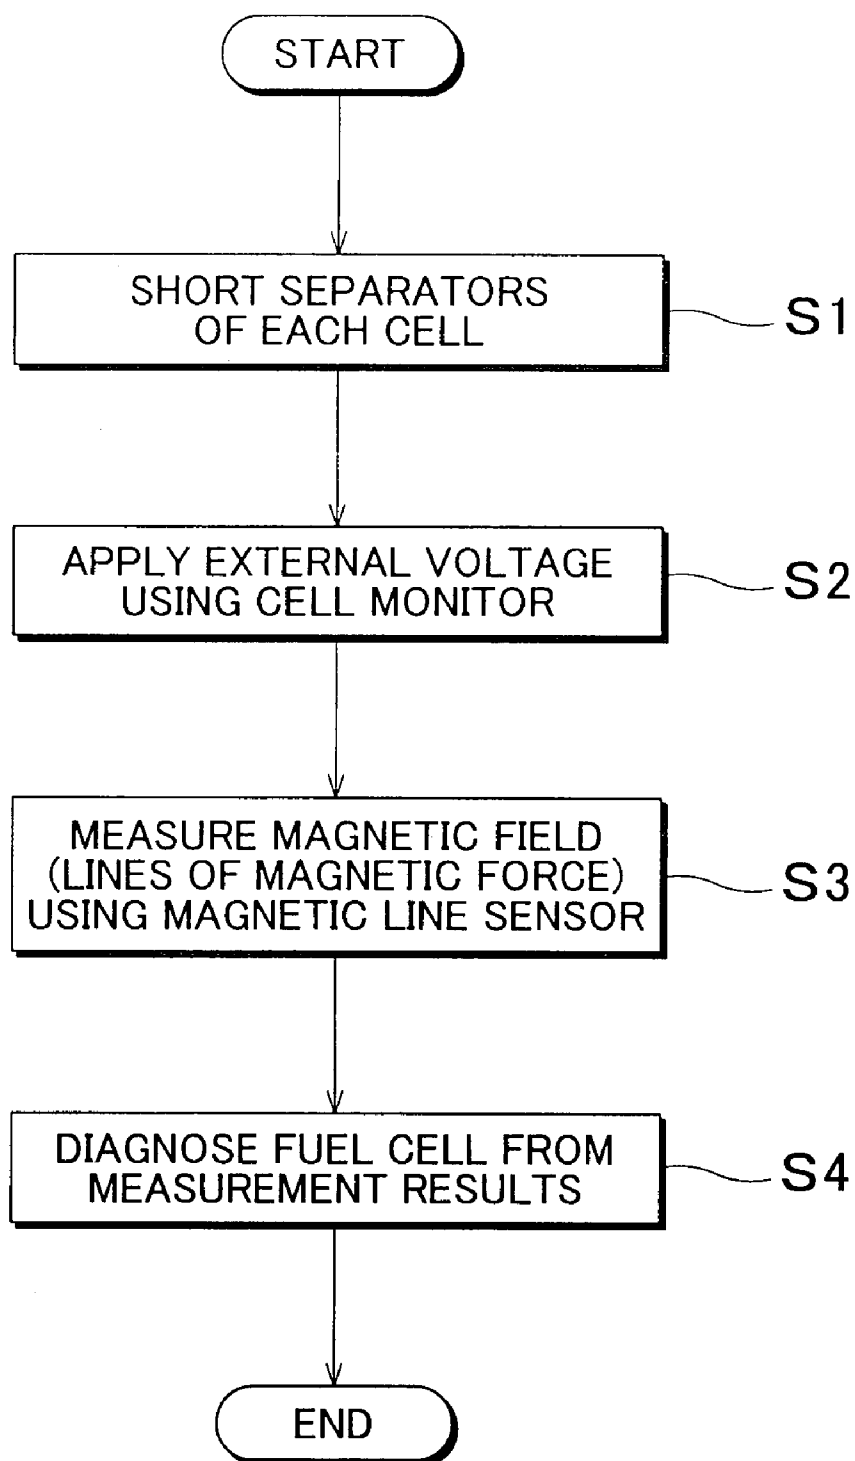 START
SHORT SEPARATORS
OF EACH CELL
S1
APPLY EXTERNAL VOLTAGE
USING CELL MONITOR
S2
MEASURE MAGNETIC FIELD
(LINES OF MAGNETIC FORCE)
USING MAGNETIC LINE SENSOR
S3
DIAGNOSE FUEL CELL FROM
MEASUREMENT RESULTS
S4
END